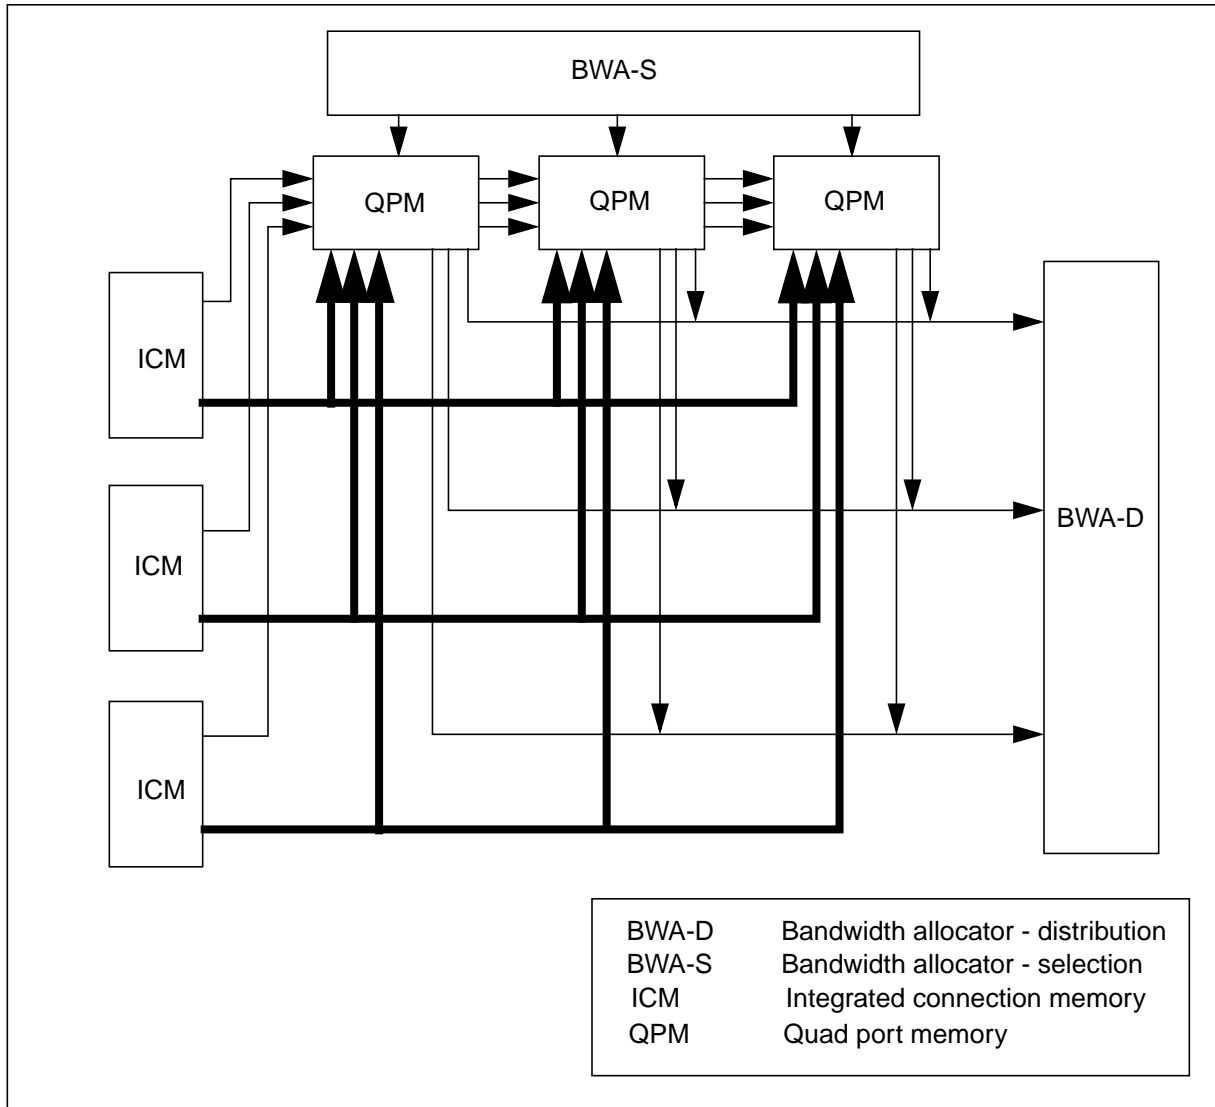 BWA-S
QPM
QPM
QPM
ICM
ICM
BWA-D
ICM
BWA-D Bandwidth allocator - distribution
BWA-S Bandwidth allocator - selection
ICM Integrated connection memory
QPM Quad port memory